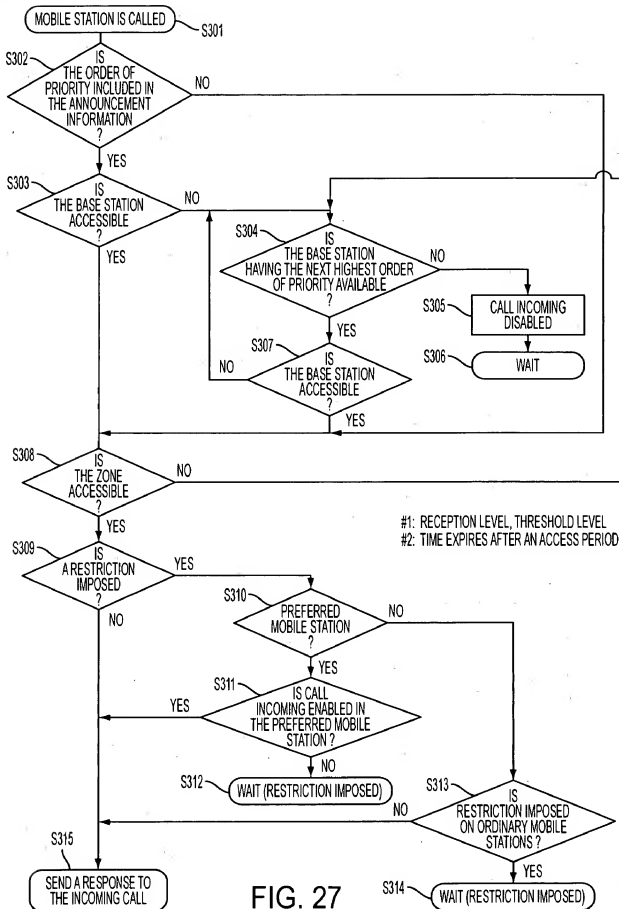 MOBILE STATION IS CALLED
S301
S302
IS
THE ORDER OF
PRIORITY INCLUDED IN
THE ANNOUNCEMENT
INFORMATION
?
NO
YES
S303
IS
THE BASE STATION
ACCESSIBLE
?
NO
YES
S304
IS
THE BASE STATION
HAVING THE NEXT HIGHEST ORDER
OF PRIORITY AVAILABLE
?
NO
YES
S305
CALL INCOMING
DISABLED
S306
WAIT
S307
IS
THE BASE STATION
ACCESSIBLE
?
NO
YES
S308
IS
THE ZONE
ACCESSIBLE
?
NO
YES
#1: RECEPTION LEVEL, THRESHOLD LEVEL
#2: TIME EXPIRES AFTER AN ACCESS PERIOD
S309
IS
A RESTRICTION
IMPOSED
?
YES
NO
S310
PREFERRED
MOBILE STATION
?
NO
YES
S311
IS CALL
INCOMING ENABLED IN
THE PREFERRED MOBILE
STATION ?
YES
NO
S312
WAIT (RESTRICTION IMPOSED)
S313
IS
RESTRICTION IMPOSED
ON ORDINARY MOBILE
STATIONS ?
NO
YES
S314
WAIT (RESTRICTION IMPOSED)
S315
SEND A RESPONSE TO
THE INCOMING CALL
FIG. 27